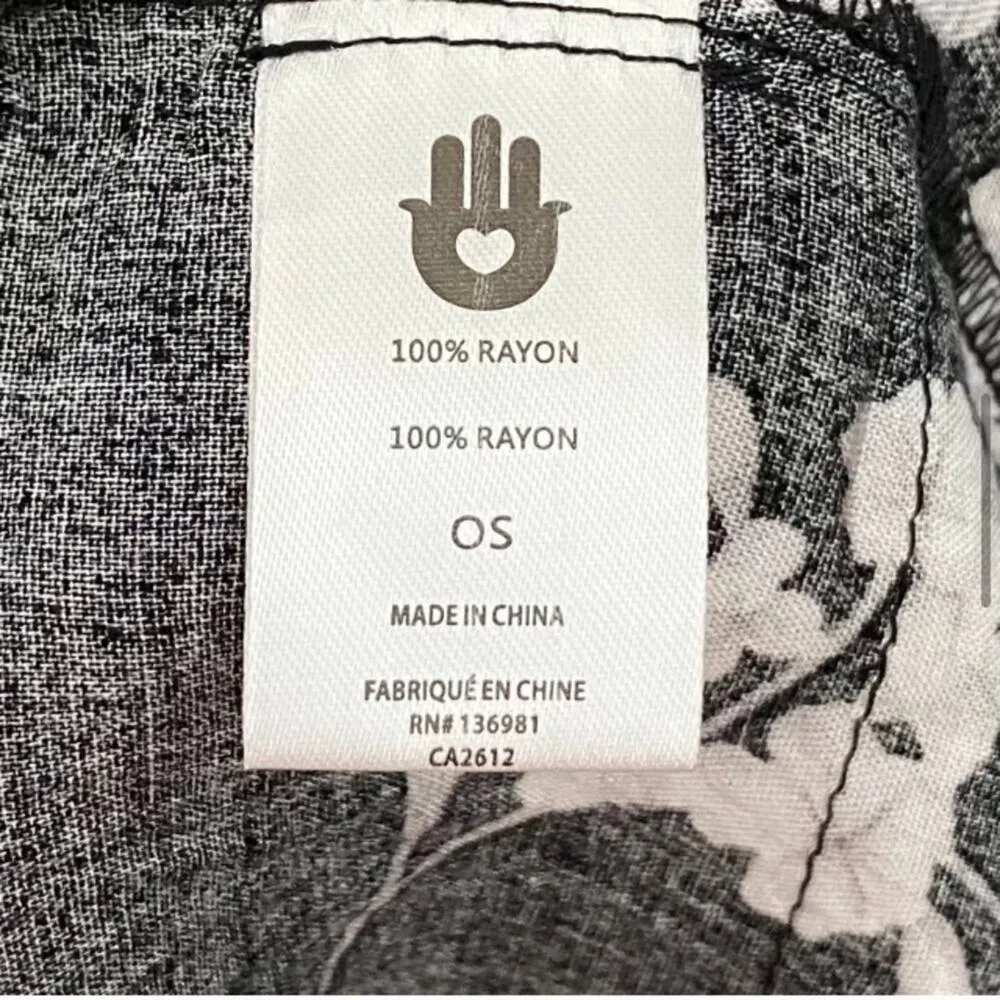 100% RAYON
100% RAYON
OS
MADE IN CHINA
FABRIQUÉ EN CHINE
RN# 136981
CA2612